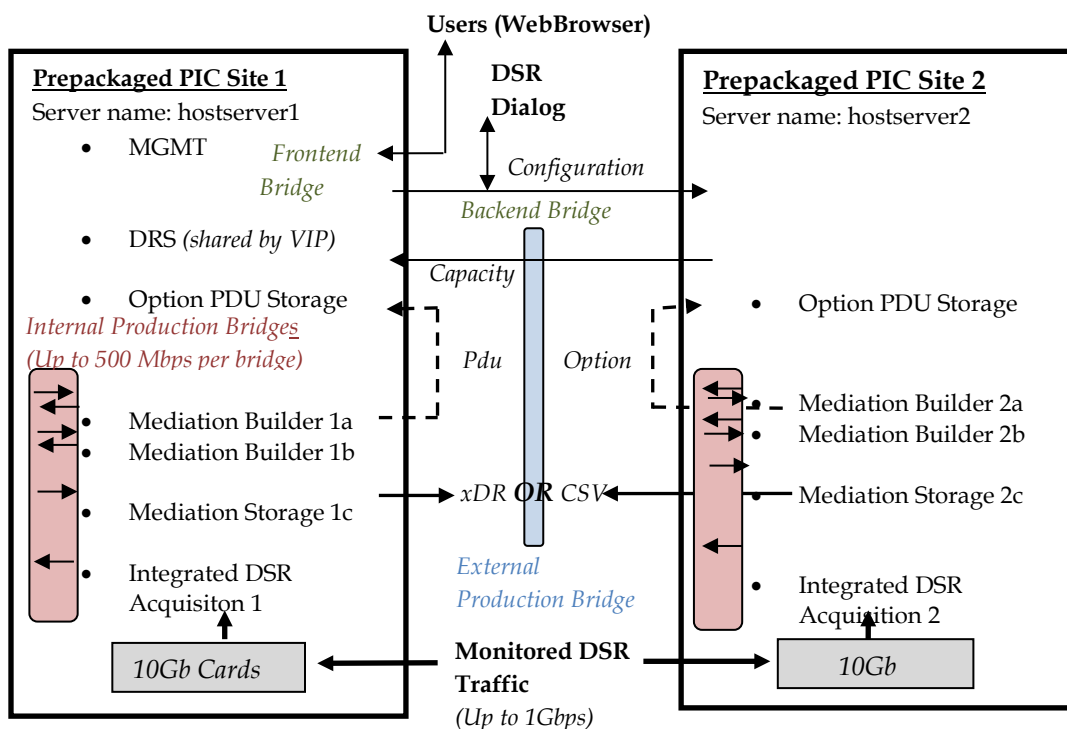 Users (WebBrowser)
Prepackaged PIC Site 1
Server name: hostserver1
• MGMT
Frontend
Bridge
• DRS (shared by VIP)
• Option PDU Storage
Internal Production Bridges
(Up to 500 Mbps per bridge)
• Mediation Builder 1a
• Mediation Builder 1b
• Mediation Storage 1c
• Integrated DSR
Acquisiton 1
10Gb Cards
DSR
Dialog
Configuration
Backend Bridge
Capacity
Pdu Option
xDR OR CSV
External
Production Bridge
Monitored DSR
Traffic
(Up to 1Gbps)
Prepackaged PIC Site 2
Server name: hostserver2
• Option PDU Storage
• Mediation Builder 2a
• Mediation Builder 2b
• Mediation Storage 2c
• Integrated DSR
Acquisition 2
10Gb